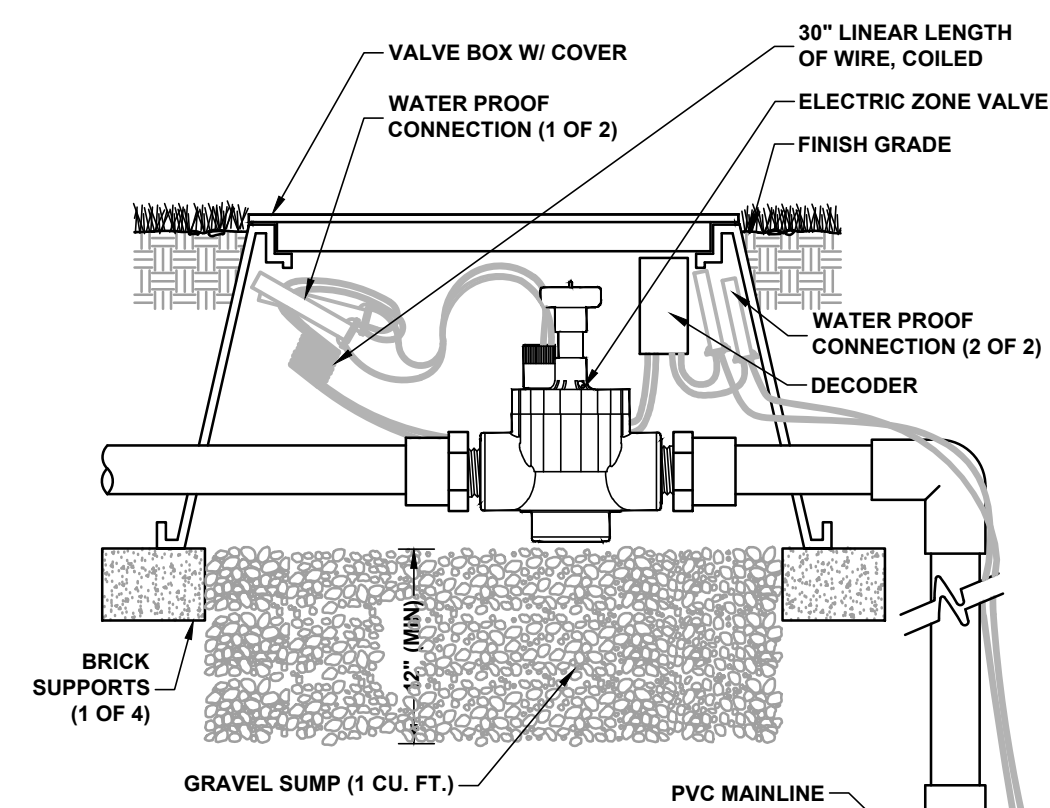 30" LINEAR LENGTH
OF WIRE, COILED
VALVE BOX W/ COVER
WATER PROOF
CONNECTION (1 OF 2)
ELECTRIC ZONE VALVE
FINISH GRADE
WATER PROOF
CONNECTION (2 OF 2)
DECODER
12" (MIN)
BRICK
SUPPORTS
(1 OF 4)
GRAVEL SUMP (1 CU. FT.)
PVC MAINLINE